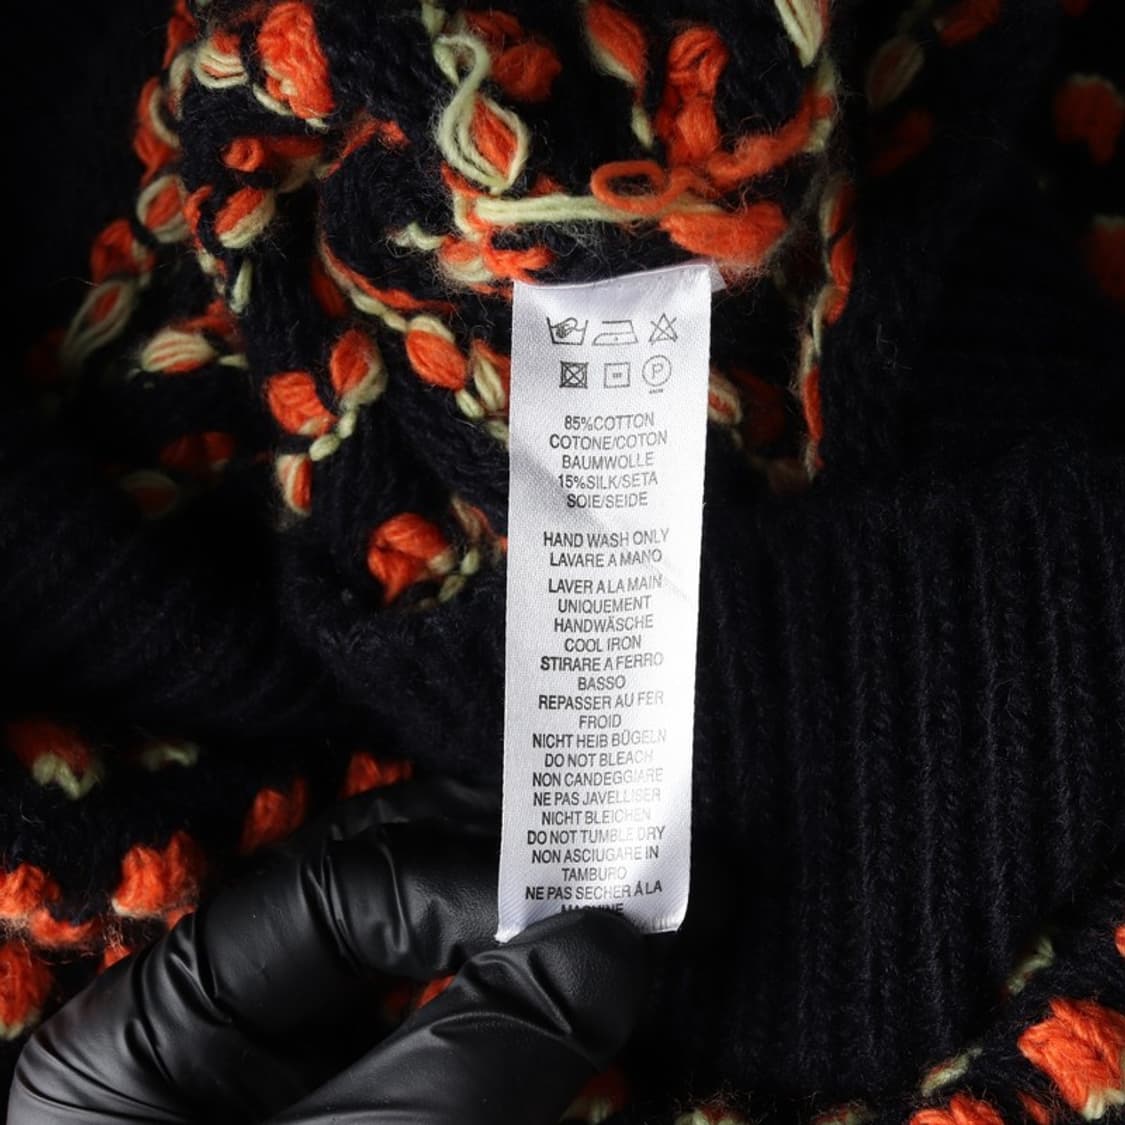 P
85%COTTON
COTONE/COTON
BAUMWOLLE
15%SILK/SETA
SOIE/SEIDE
HAND WASH ONLY
LAVARE A MANO
LAVER A LA MAIN
UNIQUEMENT
HANDWÄSCHE
COOL IRON
STIRARE A FERRO
BASSO
REPASSER AU FER
FROID
NICHT HEIB BÜGELN
DO NOT BLEACH
NON CANDEGGIARE
NE PAS JAVELLISER
NICHT BLEICHEN
DO NOT TUMBLE DRY
NON ASCIUGARE IN
TAMBURO
NE PAS SECHER À LA
MACHINE